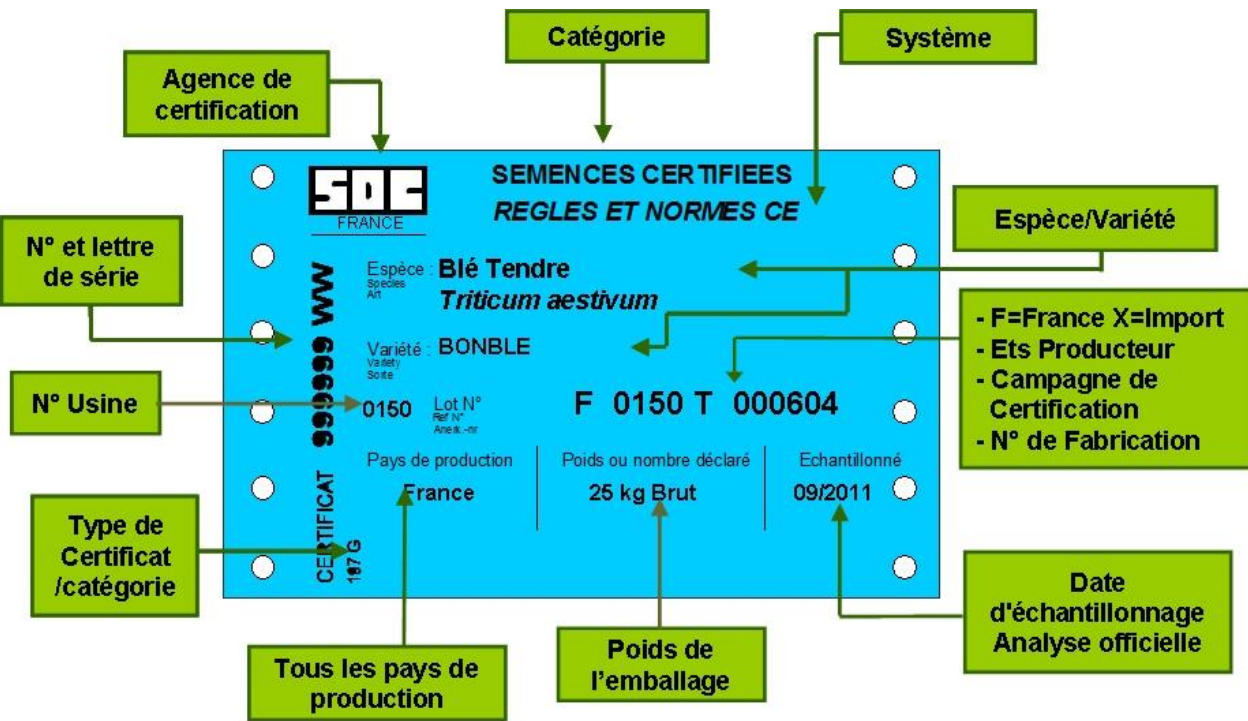 Catégorie
Système
Agence de
certification
SOC
FRANCE
SEMENCES CERTIFIEES
REGLES ET NORMES CE
Espèce/Variété
N° et lettre
de série
Espèce : Blé Tendre
Species
Art
Triticum aestivum
Variété : BONBLE
Variety
Sorte
- F=France X=Import
- Ets Producteur
- Campagne de
Certification
- N° de Fabrication
N° Usine
0150 Lot N° F 0150 T 000604
Ref N°
Anerk.-nr
CERTIFICAT 999999 WW
187 G
Pays de production
France
Poids ou nombre déclaré
25 kg Brut
Echantillonné
09/2011
Type de
Certificat
/catégorie
Tous les pays de
production
Poids de
l’emballage
Date
d'échantillonnage
Analyse officielle